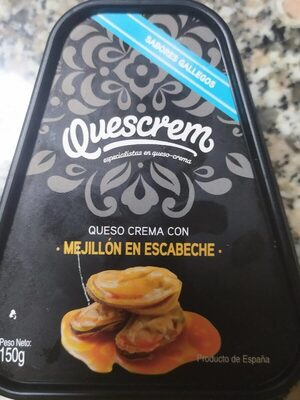 SABORES GALLEGOS
Quescrem
especialistas en queso-crema
QUESO CREMA CON
· MEJILLÓN EN ESCABECHE ·
Peso Neto:
150g
Producto de España